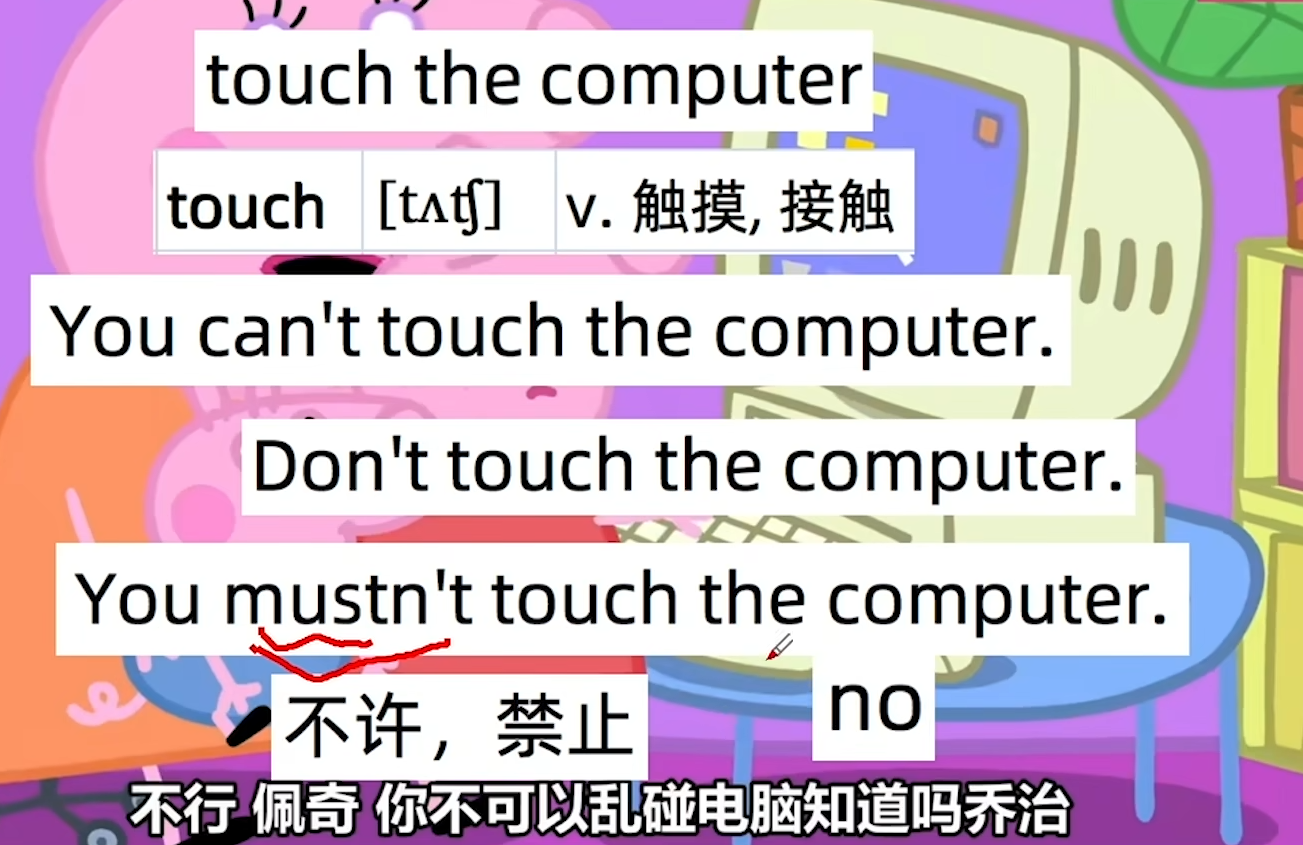 touch the computer
touch [tʌtʃ] v. 触摸, 接触
You can't touch the computer.
Don't touch the computer.
You mustn't touch the computer.
不许，禁止
no
不行 佩奇 你不可以乱碰电脑知道吗乔治